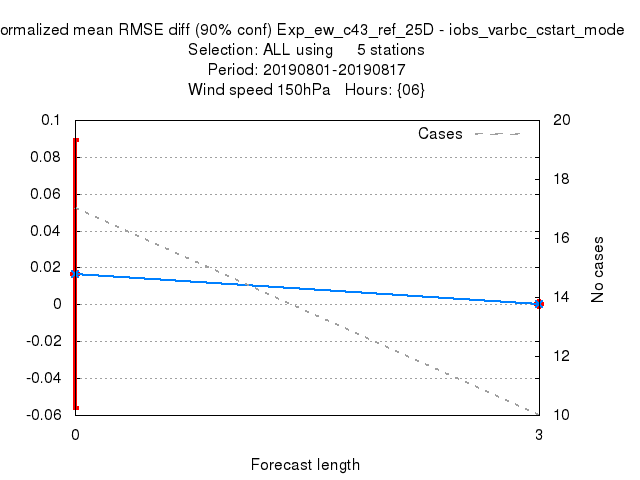 ormalized mean RMSE diff (90% conf) Exp_ew_c43_ref_25D - iobs_varbc_cstart_mode
Selection: ALL using 5 stations
Period: 20190801-20190817
Wind speed 150hPa Hours: {06}
Cases
0.1
0.08
0.06
0.04
0.02
0
-0.02
-0.04
-0.06
20
18
16
14
12
10
No cases
0
3
Forecast length